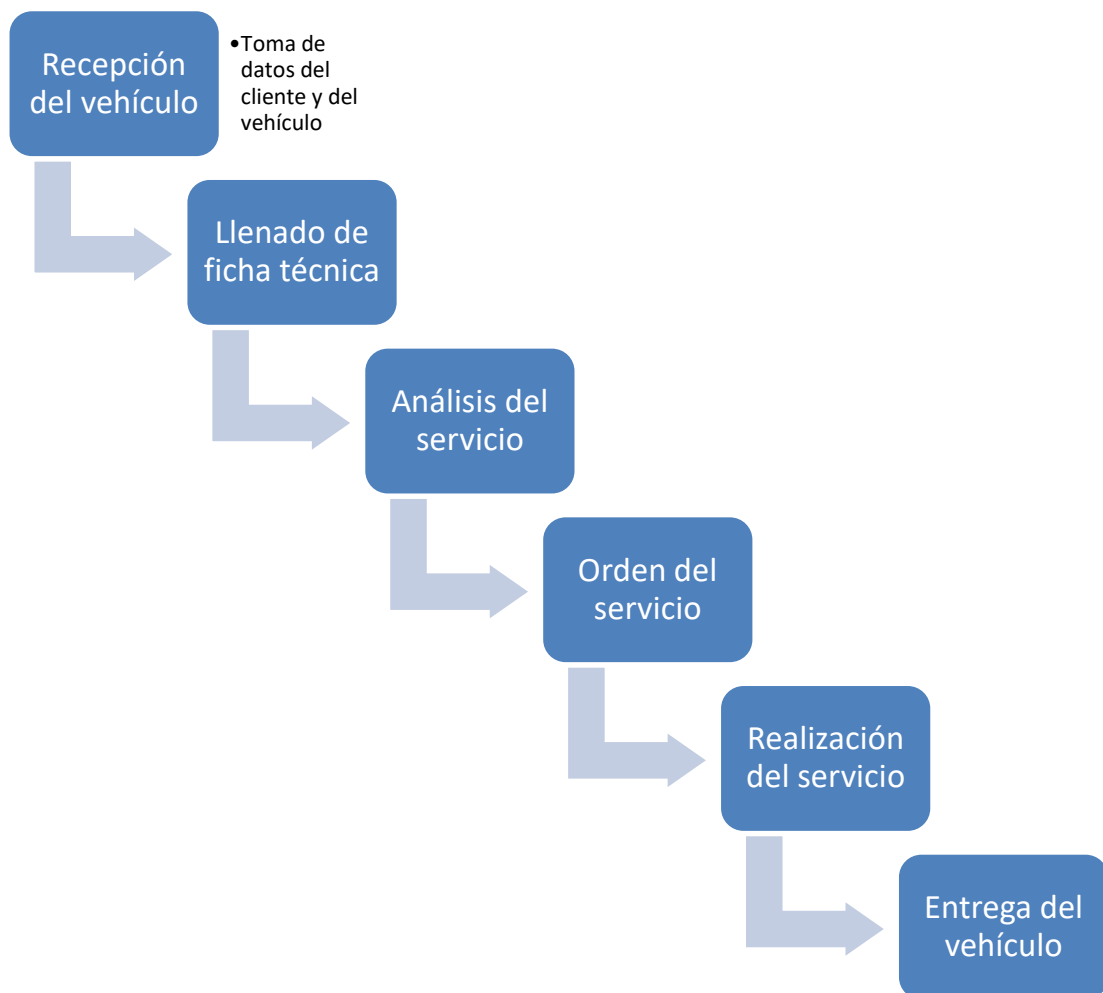 Recepción
del vehículo
•Toma de
datos del
cliente y del
vehículo
Llenado de
ficha técnica
Análisis del
servicio
Orden del
servicio
Realización
del servicio
Entrega del
vehículo